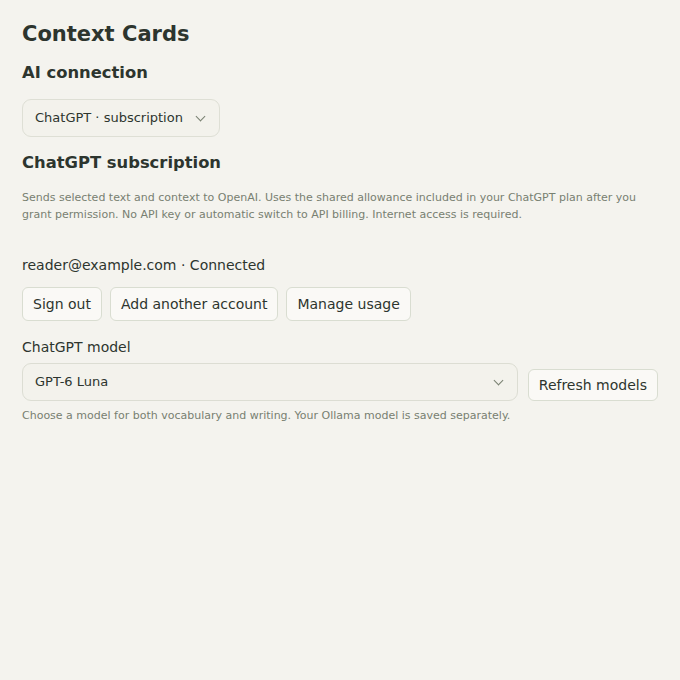 Context Cards
AI connection
ChatGPT · subscription
ChatGPT subscription
Sends selected text and context to OpenAI. Uses the shared allowance included in your ChatGPT plan after you
grant permission. No API key or automatic switch to API billing. Internet access is required.
reader@example.com · Connected
Sign out
Add another account
Manage usage
ChatGPT model
GPT-6 Luna
Refresh models
Choose a model for both vocabulary and writing. Your Ollama model is saved separately.